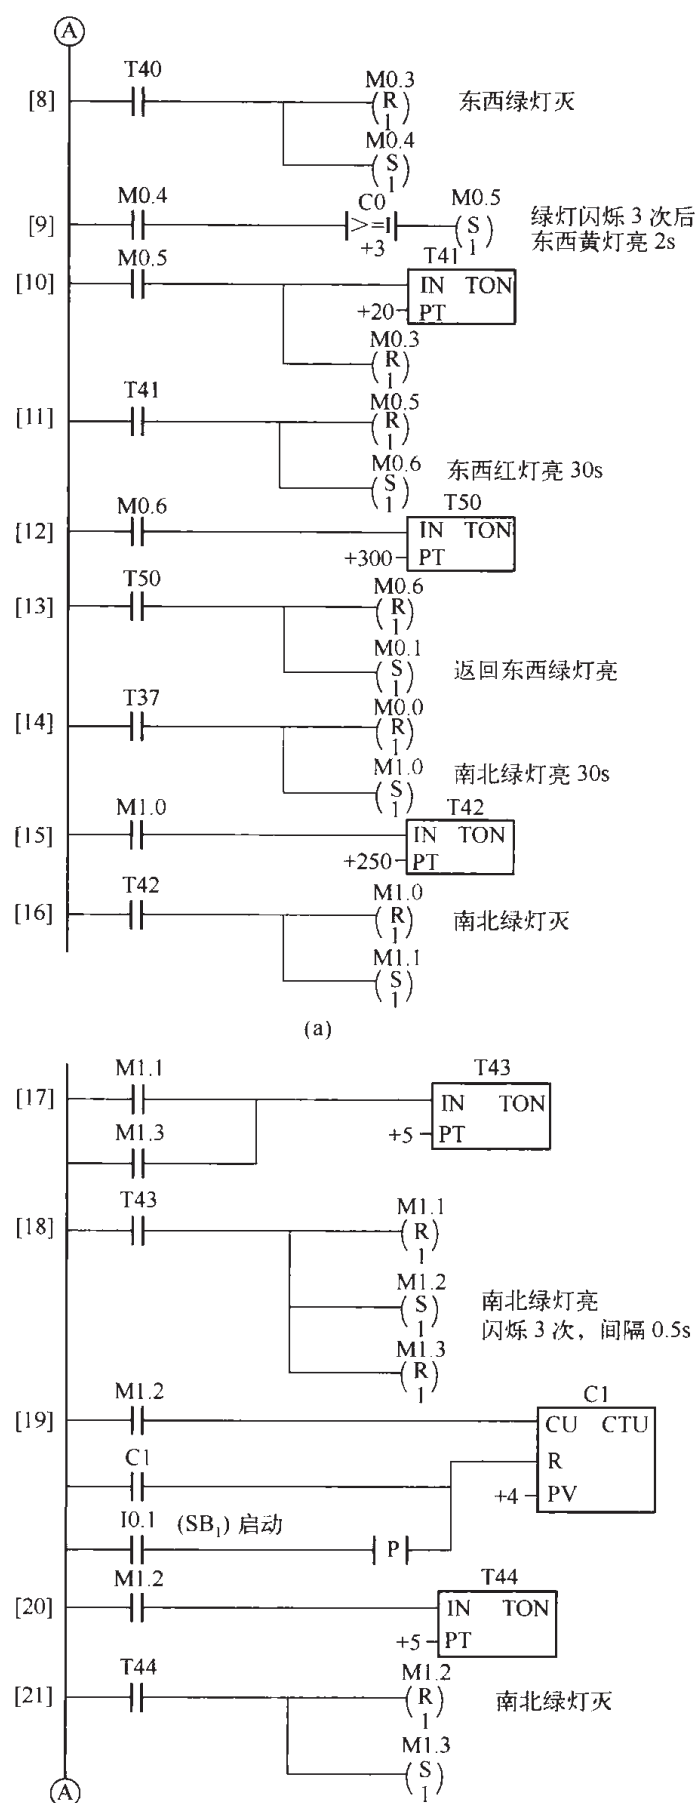 A
T40
M0.3
[8]
R
东西绿灯灭
1
M0.4
S
1
M0.4
C0
M0.5
[9]
>=I
S
绿灯闪烁 3 次后
+3
1
东西黄灯亮 2s
M0.5
T41
[10]
IN TON
+20
PT
M0.3
R
1
T41
M0.5
[11]
R
1
M0.6
东西红灯亮 30s
S
1
M0.6
T50
[12]
IN TON
+300
PT
T50
M0.6
[13]
R
1
M0.1
S
返回东西绿灯亮
1
T37
M0.0
[14]
R
1
M1.0
南北绿灯亮 30s
S
1
M1.0
T42
[15]
IN TON
+250
PT
T42
M1.0
[16]
R
南北绿灯灭
1
M1.1
S
1
(a)
M1.1
T43
[17]
IN TON
+5
PT
M1.3
T43
M1.1
[18]
R
1
M1.2
南北绿灯亮
S
闪烁 3 次，间隔 0.5s
1
M1.3
R
1
M1.2
C1
[19]
CU CTU
C1
R
+4
PV
I0.1
(SB₁) 启动
P
M1.2
T44
[20]
IN TON
+5
PT
T44
M1.2
[21]
R
南北绿灯灭
1
M1.3
S
1
A